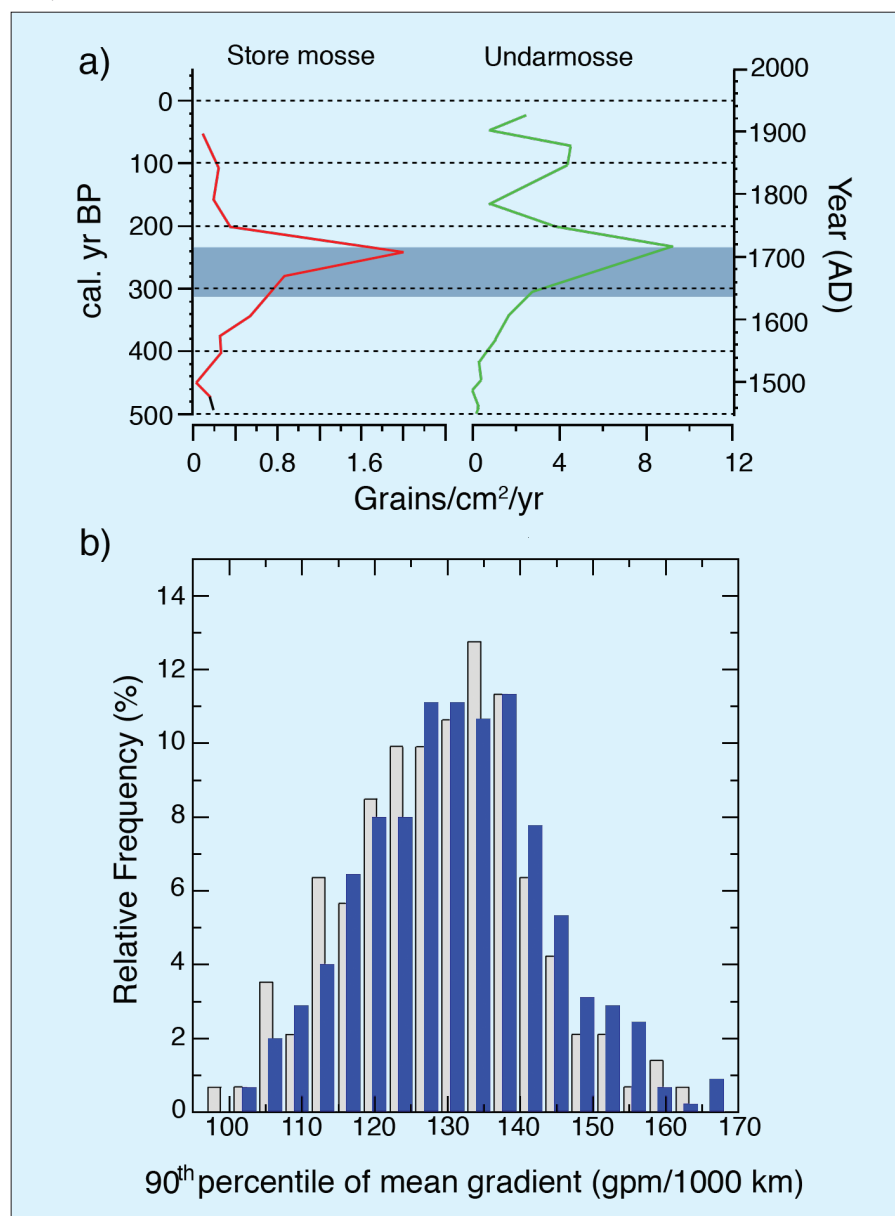 a)
Store mosse
Undarmosse
cal. yr BP
0
100
200
300
400
500
2000
1900
1800
1700
1600
1500
Year (AD)
0 0.8 1.6
0 4 8 12
Grains/cm²/yr
b)
Relative Frequency (%)
14
12
10
8
6
4
2
0
100 110 120 130 140 150 160 170
90th percentile of mean gradient (gpm/1000 km)